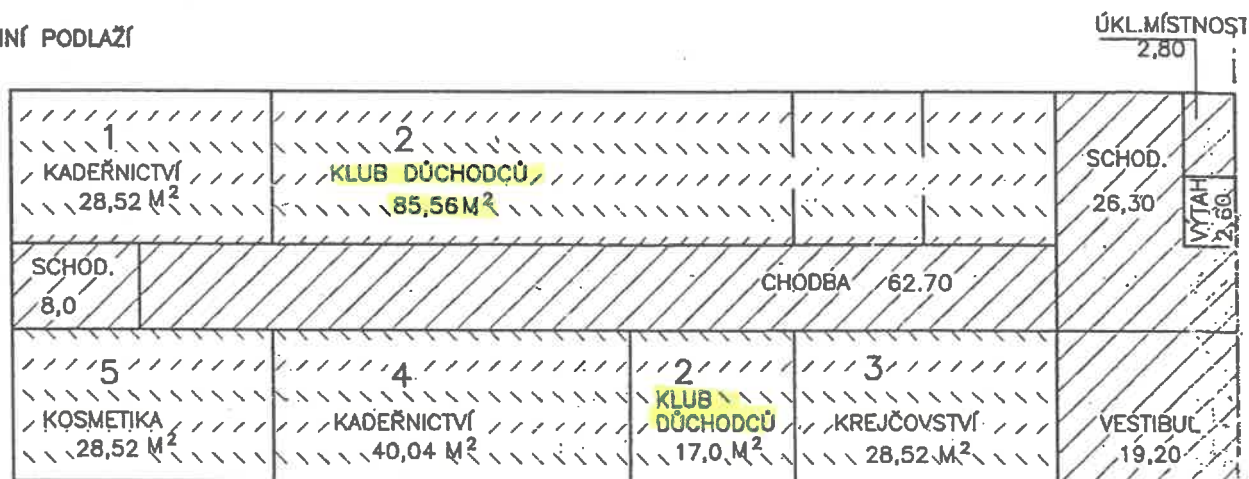 NÍ PODLAŽÍ
ÚKL.MÍSTNOST
2,80
1
KADEŘNICTVÍ
28,52 M²
2
KLUB DŮCHODCŮ
85,56 M²
SCHOD.
26,30
VÝTAH
2,60
SCHOD.
8,0
CHODBA 62.70
5
KOSMETIKA
28,52 M²
4
KADEŘNICTVÍ
40,04 M²
2
KLUB
DŮCHODCŮ
17,0 M²
3
KREJČOVSTVÍ
28,52 M²
VESTIBUL
19,20